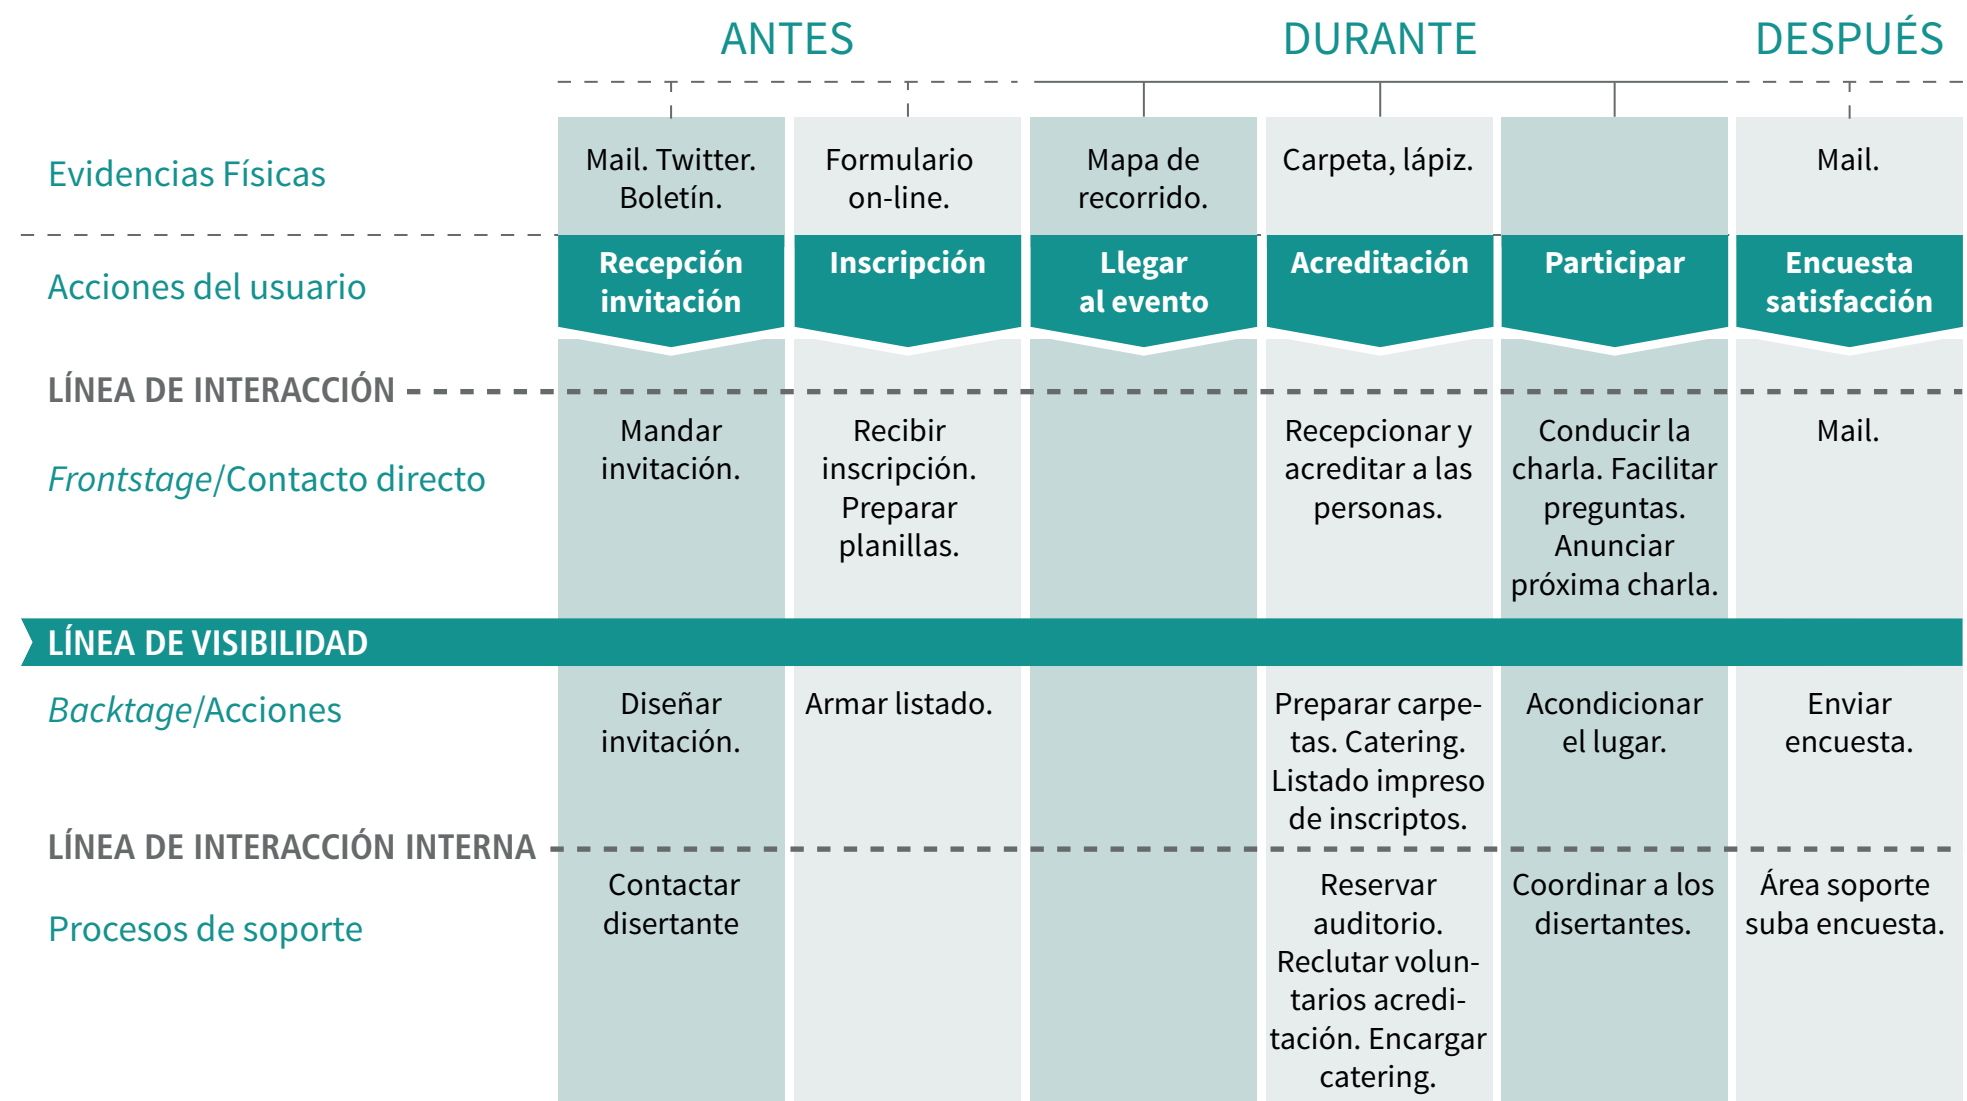 ANTES
DURANTE
DESPUÉS
Evidencias Físicas
Mail. Twitter.
Boletín.
Formulario
on-line.
Mapa de
recorrido.
Carpeta, lápiz.
Mail.
Acciones del usuario
Recepción
invitación
Inscripción
Llegar
al evento
Acreditación
Participar
Encuesta
satisfacción
LÍNEA DE INTERACCIÓN
Frontstage/Contacto directo
Mandar
invitación.
Recibir
inscripción.
Preparar
planillas.
Recepcionar y
acreditar a las
personas.
Conducir la
charla. Facilitar
preguntas.
Anunciar
próxima charla.
Mail.
LÍNEA DE VISIBILIDAD
Backtage/Acciones
Diseñar
invitación.
Armar listado.
Preparar carpe-
tas. Catering.
Listado impreso
de inscriptos.
Acondicionar
el lugar.
Enviar
encuesta.
LÍNEA DE INTERACCIÓN INTERNA
Procesos de soporte
Contactar
disertante
Reservar
auditorio.
Reclutar volun-
tarios acredi-
tación. Encargar
catering.
Coordinar a los
disertantes.
Área soporte
suba encuesta.